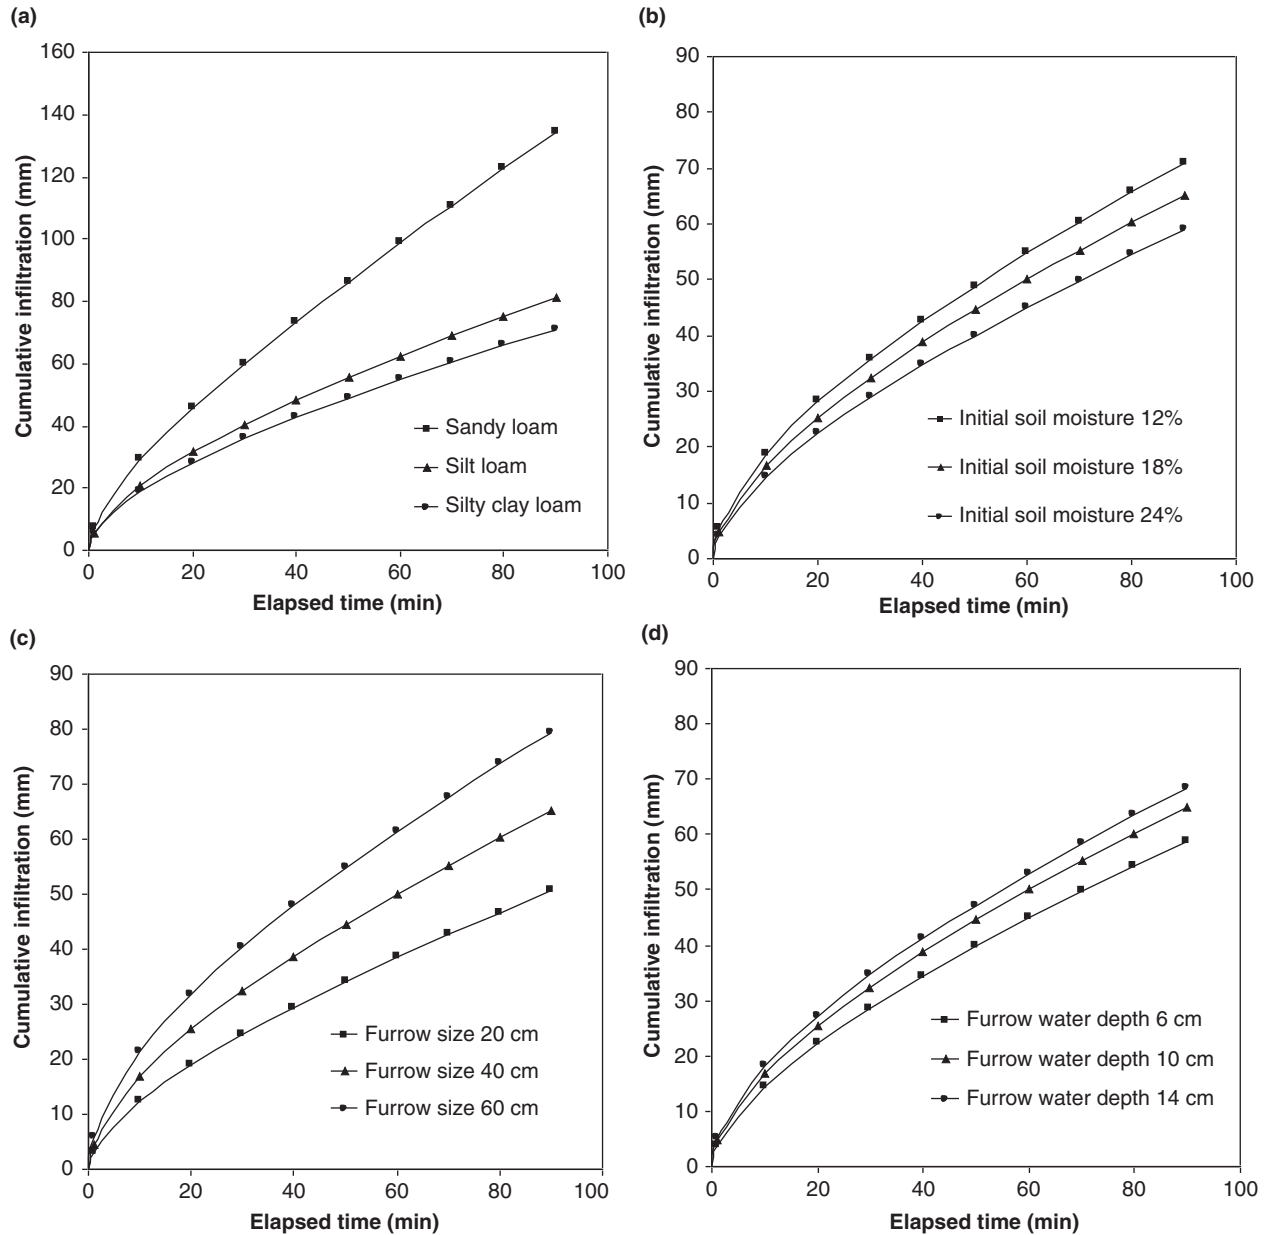 (a)
160
140
120
100
80
60
40
20
0
Cumulative infiltration (mm)
Sandy loam
Silt loam
Silty clay loam
0 20 40 60 80 100
Elapsed time (min)
(b)
90
80
70
60
50
40
30
20
10
0
Cumulative infiltration (mm)
Initial soil moisture 12%
Initial soil moisture 18%
Initial soil moisture 24%
0 20 40 60 80 100
Elapsed time (min)
(c)
90
80
70
60
50
40
30
20
10
0
Cumulative infiltration (mm)
Furrow size 20 cm
Furrow size 40 cm
Furrow size 60 cm
0 20 40 60 80 100
Elapsed time (min)
(d)
90
80
70
60
50
40
30
20
10
0
Cumulative infiltration (mm)
Furrow water depth 6 cm
Furrow water depth 10 cm
Furrow water depth 14 cm
0 20 40 60 80 100
Elapsed time (min)